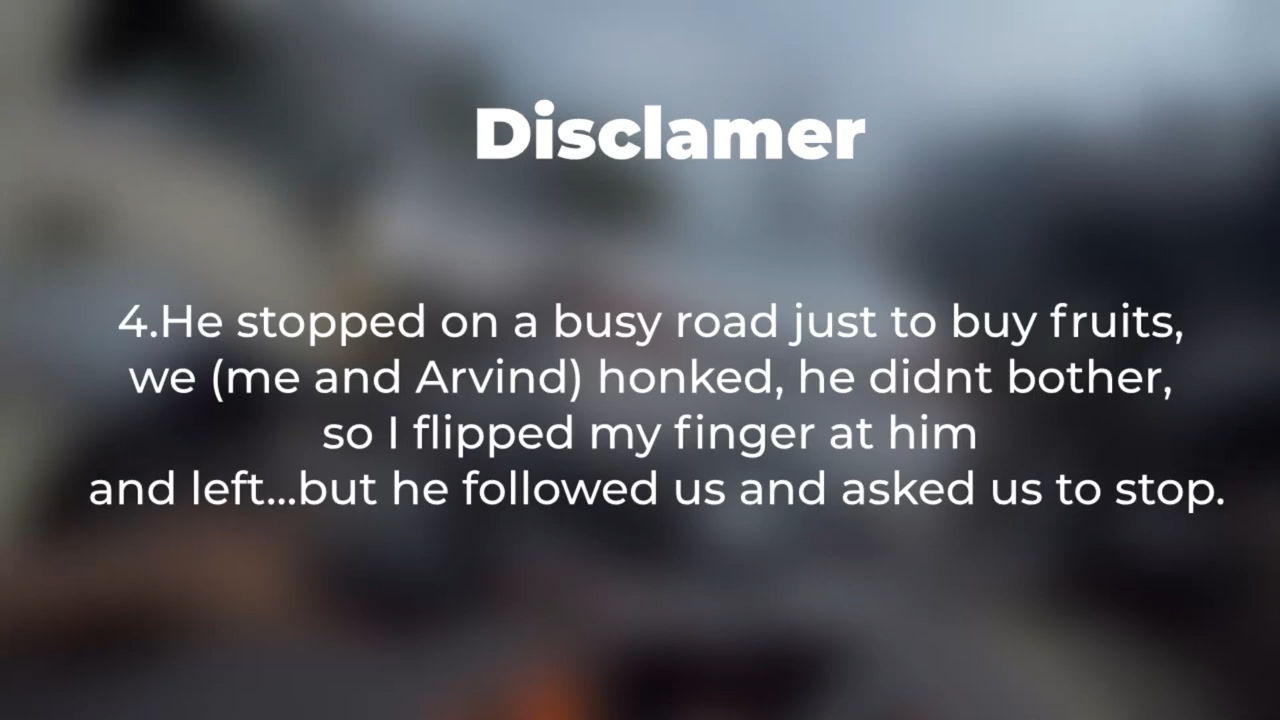 Disclamer
4.He stopped on a busy road just to buy fruits,
we (me and Arvind) honked, he didnt bother,
so I flipped my finger at him
and left...but he followed us and asked us to stop.